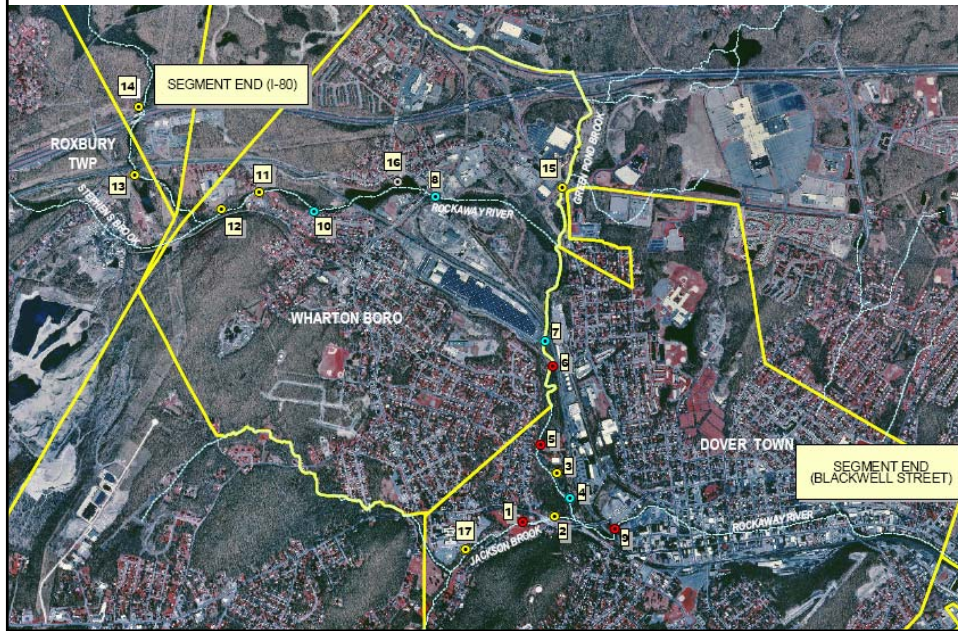 14
SEGMENT END (I-80)
ROXBURY
TWP
13
11
16
8
15
GREEN POND BROOK
STEPHENS BROOK
12
10
ROCKAWAY RIVER
WHARTON BORO
7
6
5
DOVER TOWN
3
SEGMENT END
(BLACKWELL STREET)
4
1
2
9
ROCKAWAY RIVER
17
JACKSON BROOK